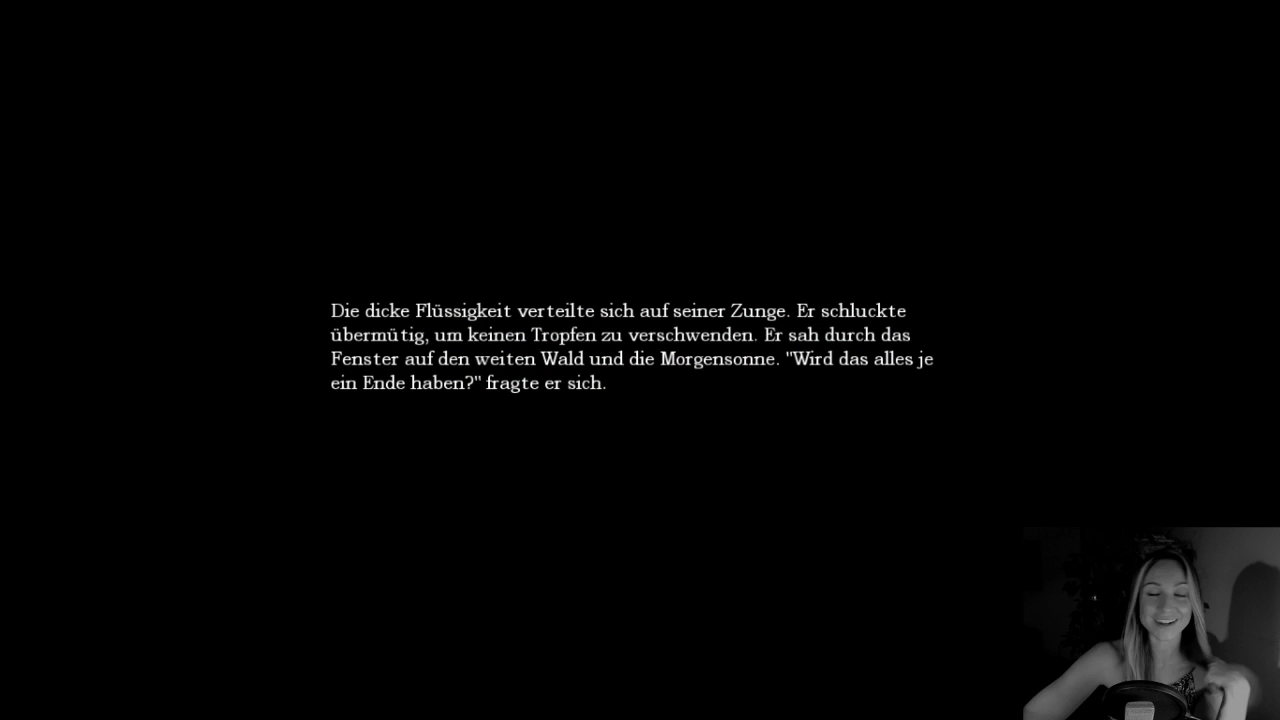 Die dicke Flüssigkeit verteilte sich auf seiner Zunge. Er schluckte
übermütig, um keinen Tropfen zu verschwenden. Er sah durch das
Fenster auf den weiten Wald und die Morgensonne. "Wird das alles je
ein Ende haben?" fragte er sich.